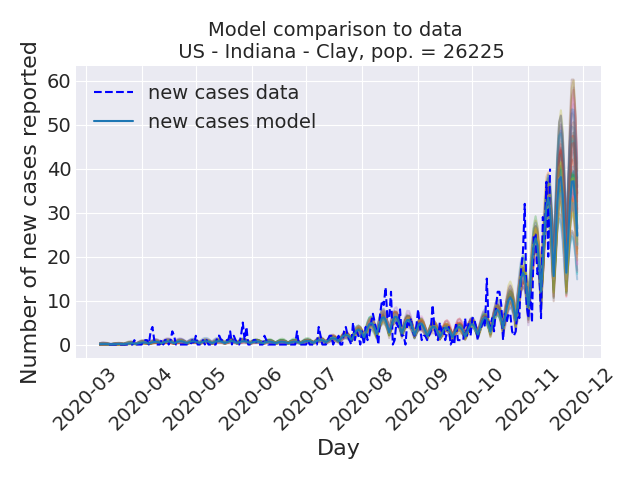 Model comparison to data
US - Indiana - Clay, pop. = 26225
new cases data
new cases model
Number of new cases reported
60
50
40
30
20
10
0
2020-03
2020-04
2020-05
2020-06
2020-07
2020-08
2020-09
2020-10
2020-11
2020-12
Day